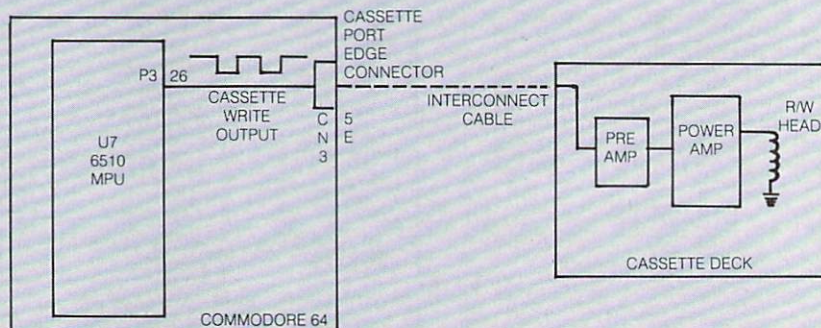 CASSETTE
PORT
EDGE
CONNECTOR
P3 26
CASSETTE
WRITE
OUTPUT
U7
6510
MPU
C 5
N E
3
INTERCONNECT
CABLE
PRE
AMP
POWER
AMP
R/W
HEAD
CASSETTE DECK
COMMODORE 64